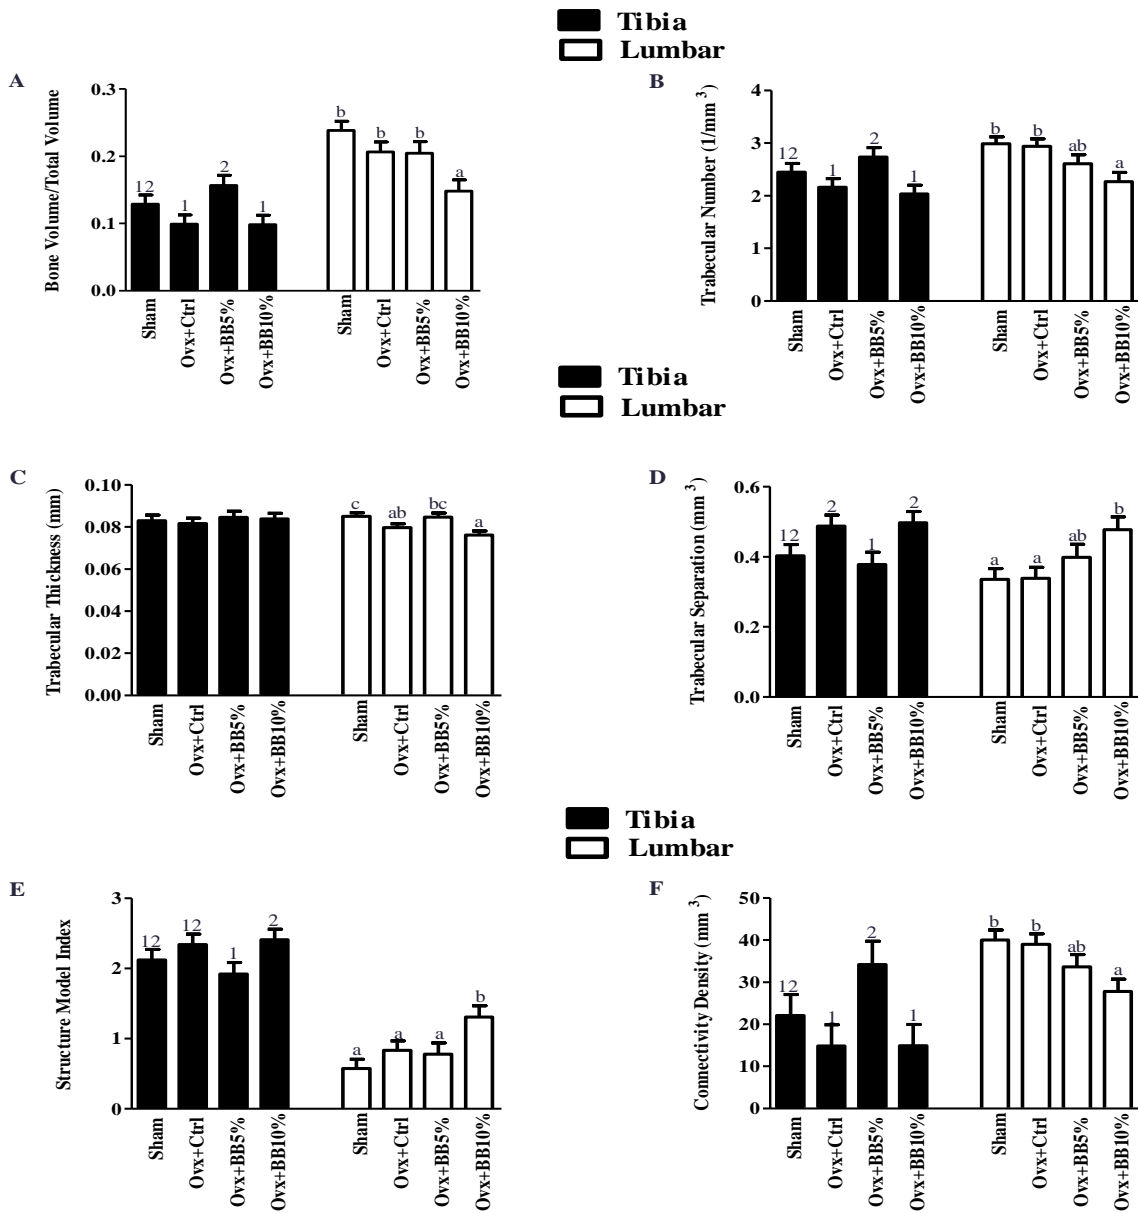 Tibia
Lumbar
A
Bone Volume/Total Volume
0.3
0.2
0.1
0.0
12
1
2
1
b
b
b
a
Sham
Ovx+Ctrl
Ovx+BB5%
Ovx+BB10%
Sham
Ovx+Ctrl
Ovx+BB5%
Ovx+BB10%
B
Trabecular Number (1/mm 3)
4
3
2
1
0
12
1
2
1
b
b
ab
a
Sham
Ovx+Ctrl
Ovx+BB5%
Ovx+BB10%
Sham
Ovx+Ctrl
Ovx+BB5%
Ovx+BB10%
Tibia
Lumbar
C
Trabecular Thickness (mm)
0.10
0.08
0.06
0.04
0.02
0.00
c
ab
bc
a
Sham
Ovx+Ctrl
Ovx+BB5%
Ovx+BB10%
Sham
Ovx+Ctrl
Ovx+BB5%
Ovx+BB10%
D
Trabecular Separation (mm 3)
0.6
0.4
0.2
0.0
12
2
1
2
a
a
ab
b
Sham
Ovx+Ctrl
Ovx+BB5%
Ovx+BB10%
Sham
Ovx+Ctrl
Ovx+BB5%
Ovx+BB10%
Tibia
Lumbar
E
Structure Model Index
3
2
1
0
12
12
1
2
a
a
a
b
Sham
Ovx+Ctrl
Ovx+BB5%
Ovx+BB10%
Sham
Ovx+Ctrl
Ovx+BB5%
Ovx+BB10%
F
Connectivity Density (mm 3)
50
40
30
20
10
0
12
1
2
1
b
b
ab
a
Sham
Ovx+Ctrl
Ovx+BB5%
Ovx+BB10%
Sham
Ovx+Ctrl
Ovx+BB5%
Ovx+BB10%